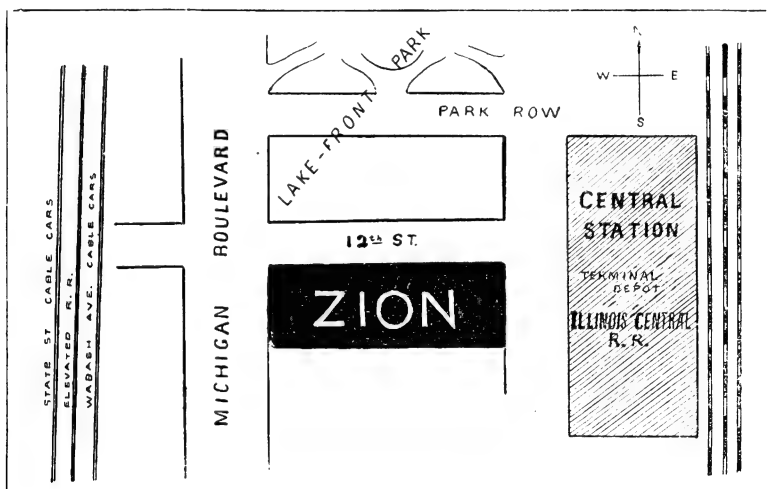 STATE ST. CABLE CARS
ELEVATED R. R.
WABASH AVE. CABLE CARS
MICHIGAN BOULEVARD
LAKE-FRONT PARK
PARK ROW
N
W E
S
12th ST.
ZION
CENTRAL
STATION
TERMINAL
DEPOT
ILLINOIS CENTRAL
R. R.